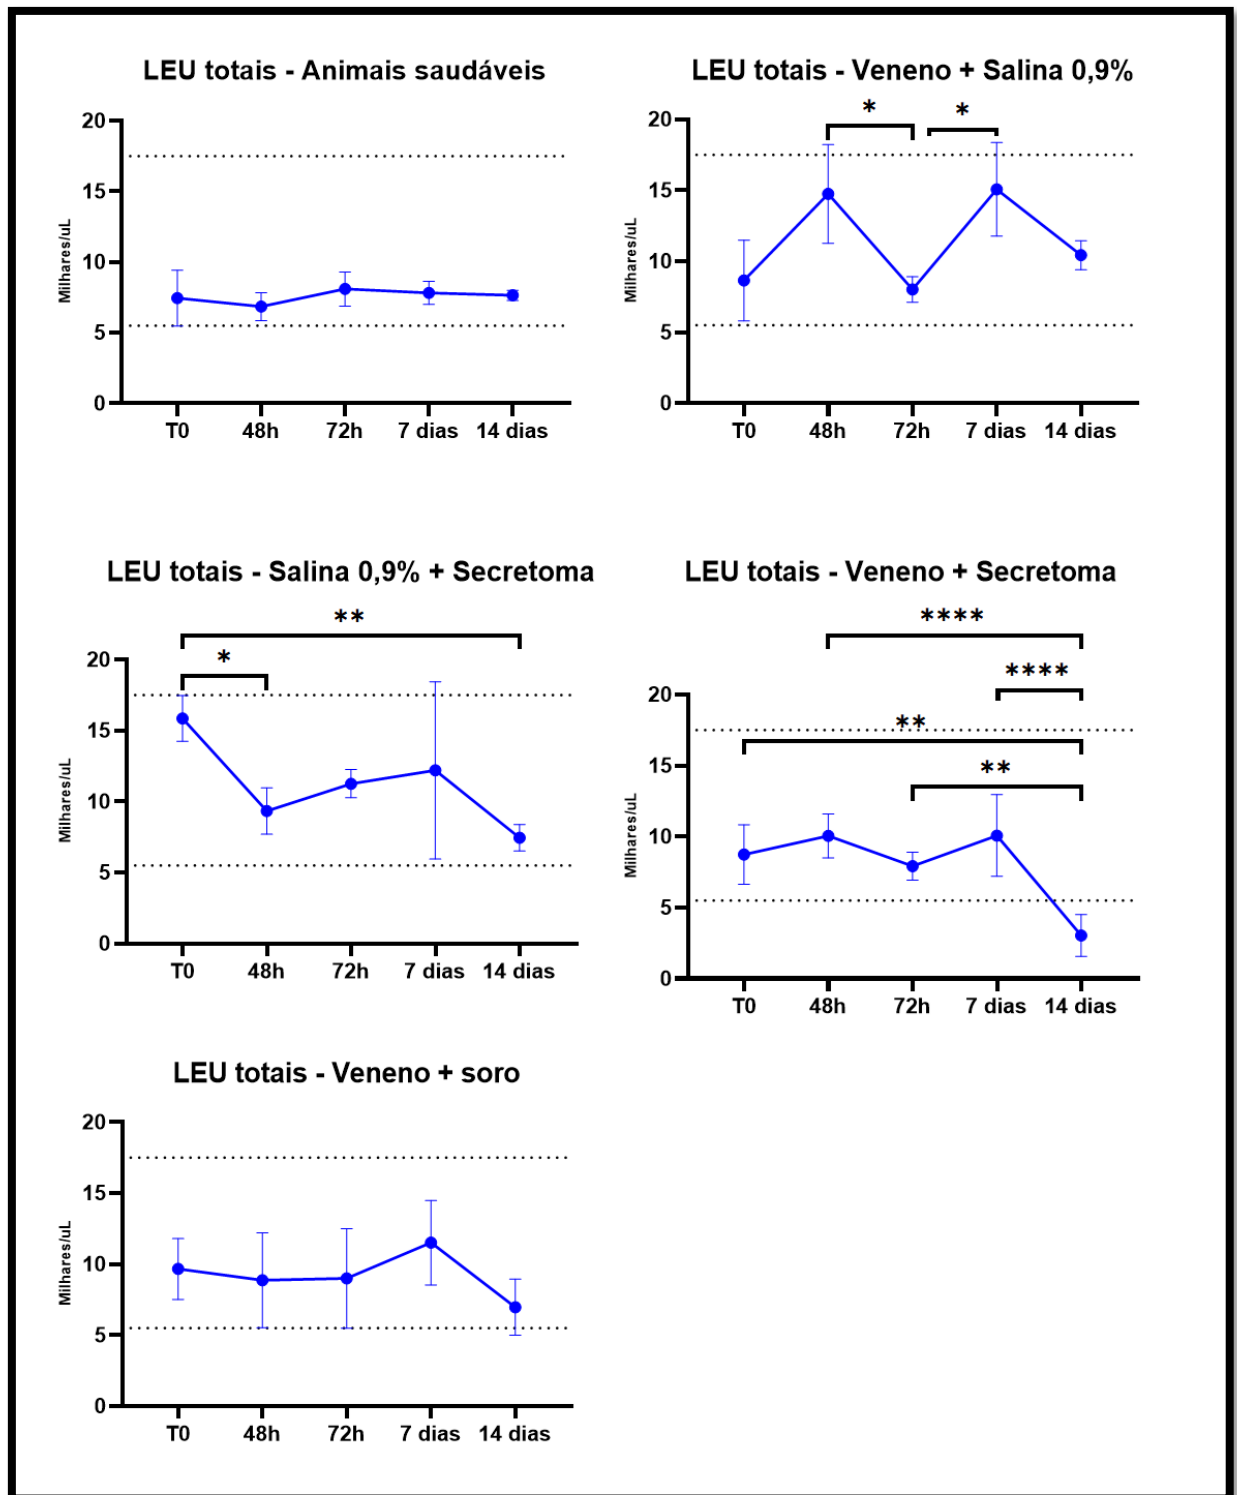 LEU totais - Animais saudáveis
20
15
10
5
0
Milhares/uL
T0 48h 72h 7 dias 14 dias
LEU totais - Veneno + Salina 0,9%
* *
20
15
10
5
0
Milhares/uL
T0 48h 72h 7 dias 14 dias
LEU totais - Salina 0,9% + Secretoma
**
*
20
15
10
5
0
Milhares/uL
T0 48h 72h 7 dias 14 dias
LEU totais - Veneno + Secretoma
****
****
**
**
20
15
10
5
0
Milhares/uL
T0 48h 72h 7 dias 14 dias
LEU totais - Veneno + soro
20
15
10
5
0
Milhares/uL
T0 48h 72h 7 dias 14 dias